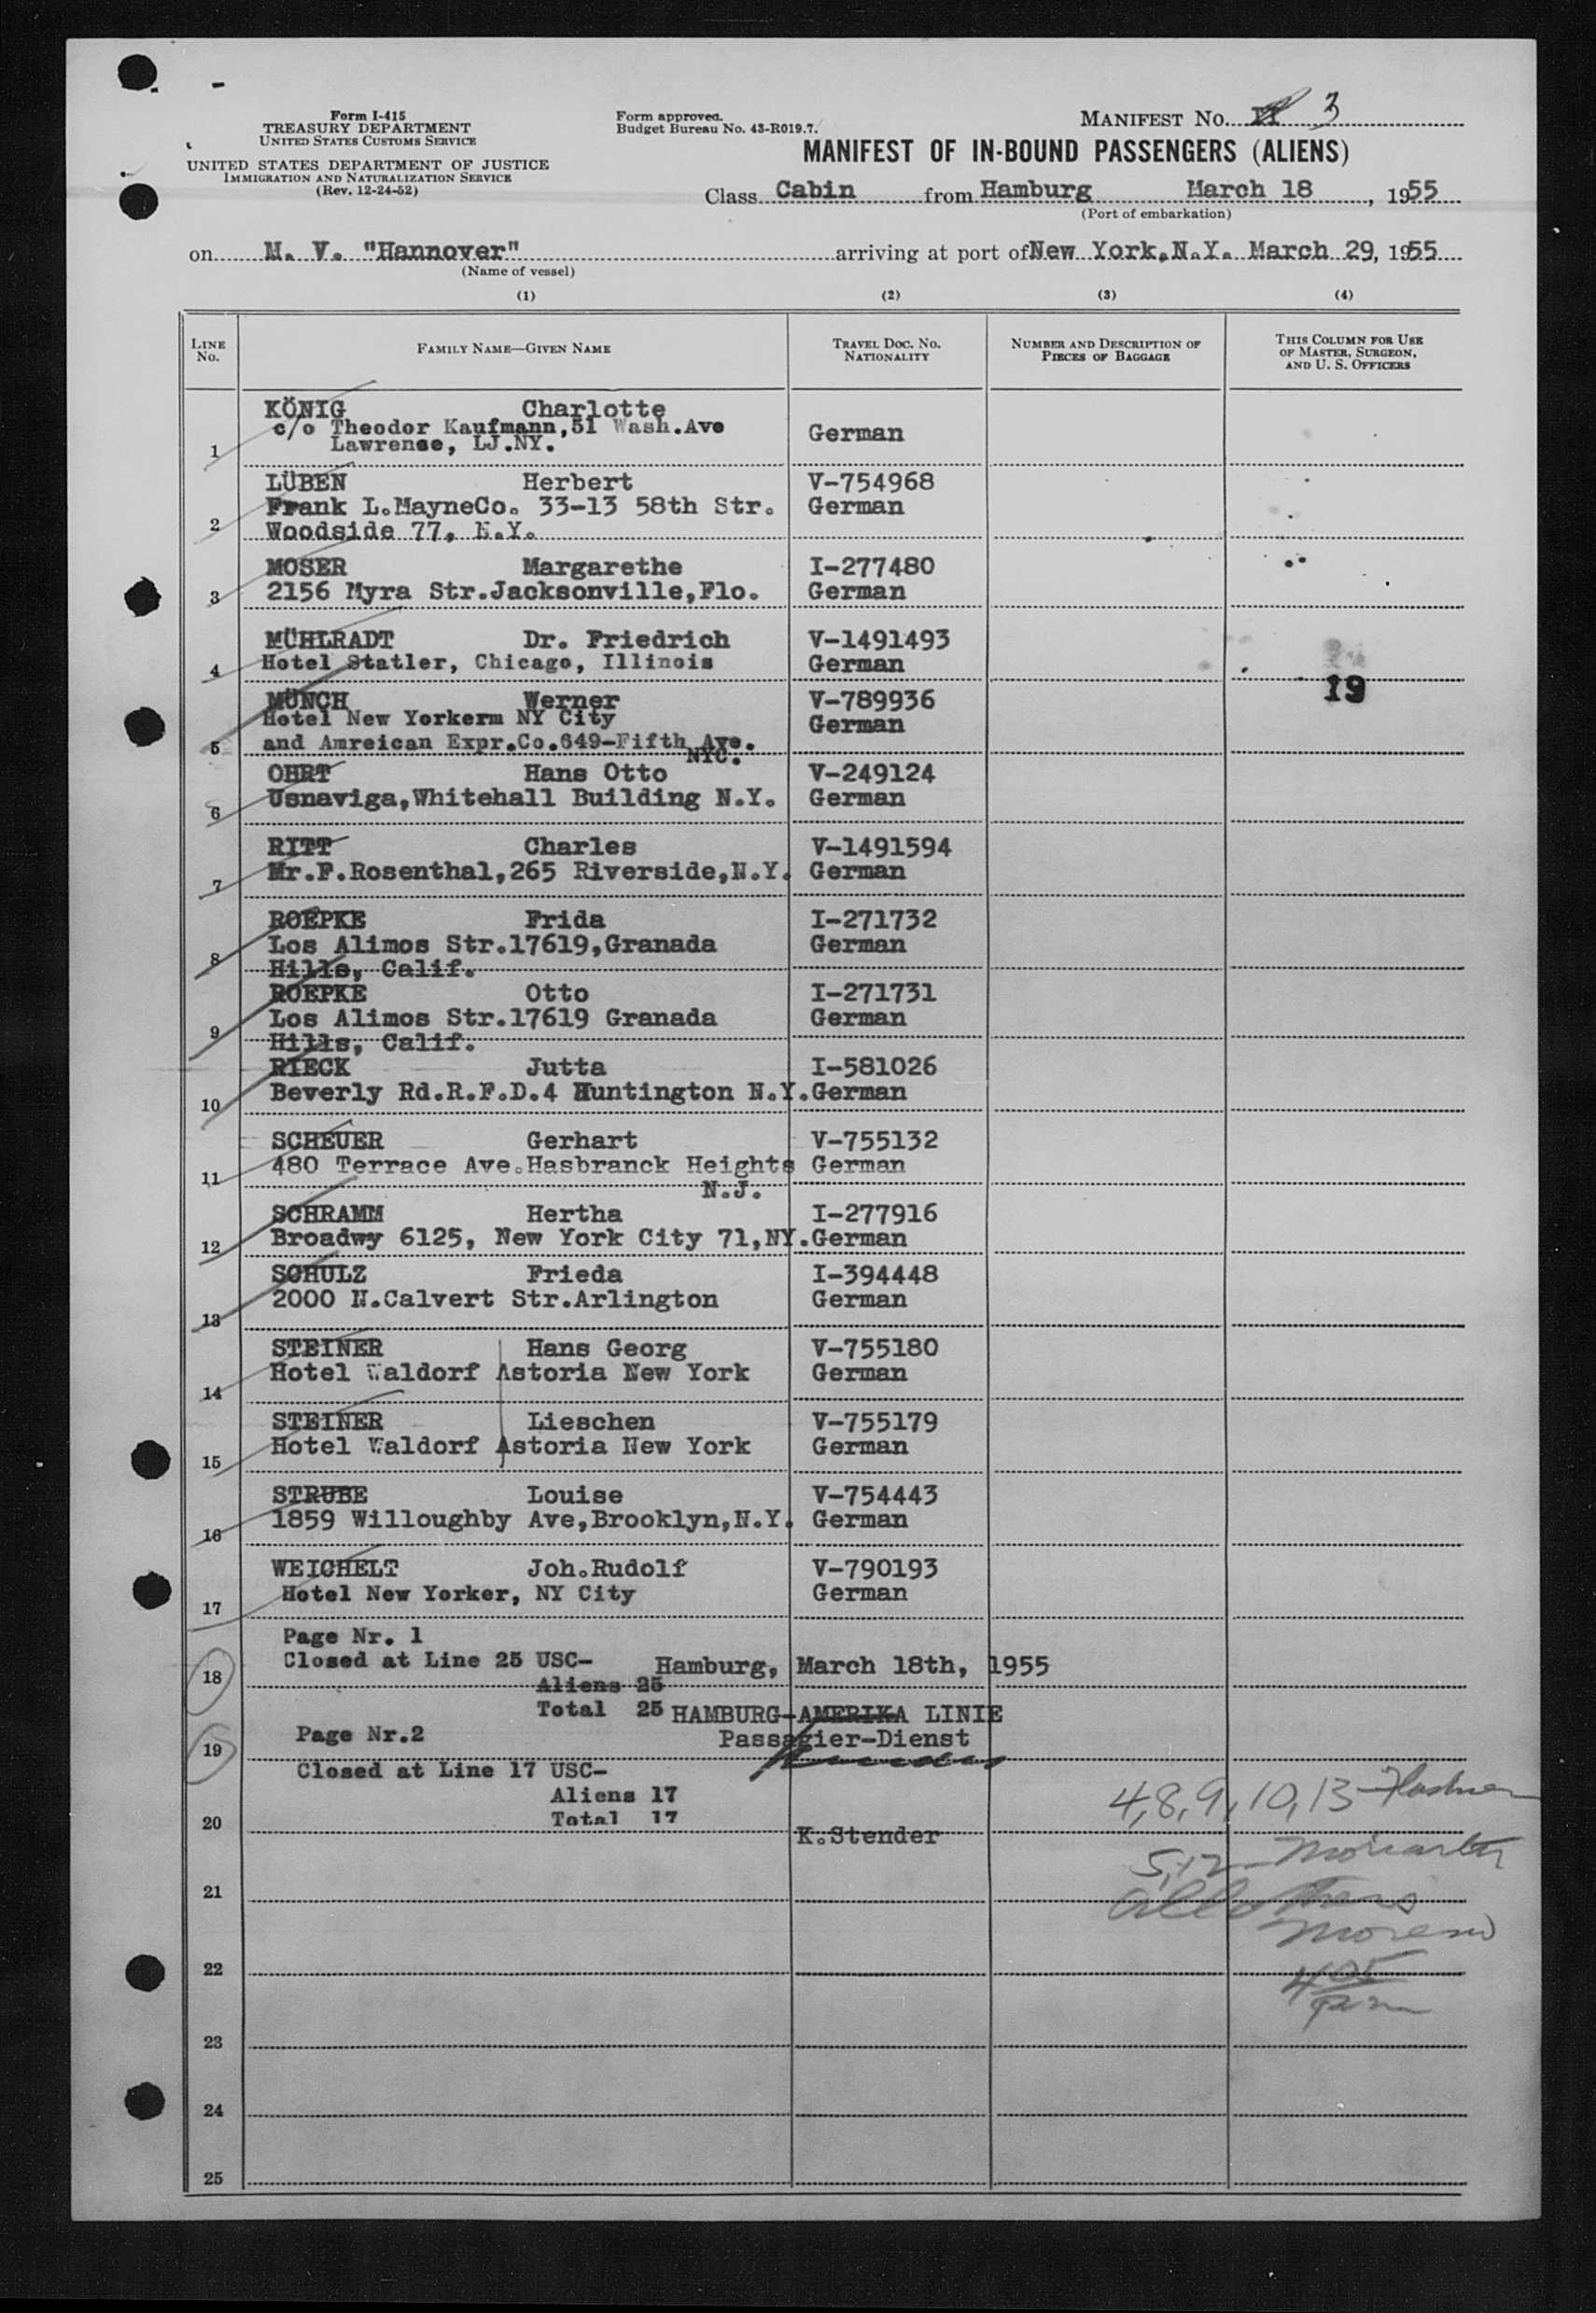 Form I-415
TREASURY DEPARTMENT
UNITED STATES CUSTOMS SERVICE
UNITED STATES DEPARTMENT OF JUSTICE
IMMIGRATION AND NATURALIZATION SERVICE
(Rev. 12-24-52)
Form approved.
Budget Bureau No. 43-R019.7.
MANIFEST NO. 3
MANIFEST OF IN-BOUND PASSENGERS (ALIENS)
Class Cabin from Hamburg March 18, 1955
(Port of embarkation)
on M. V. "Hannover" arriving at port of New York,N.Y. March 29, 1955
(Name of vessel)
(1) (2) (3) (4)
LINE NO.
FAMILY NAME—GIVEN NAME
TRAVEL DOC. NO. NATIONALITY
NUMBER AND DESCRIPTION OF PIECES OF BAGGAGE
THIS COLUMN FOR USE OF MASTER, SURGEON, AND U. S. OFFICERS
KÖNIG Charlotte
c/o Theodor Kaufmann,51 Wash.Ave
1 Lawrense, LJ.NY. German
LÜBEN Herbert V-754968
Frank L.MayneCo. 33-13 58th Str. German
2 Woodside 77, N.Y.
MOSER Margarethe I-277480
3 2156 Myra Str.Jacksonville,Flo. German
MÜHLRADT Dr. Friedrich V-1491493
4 Hotel Statler, Chicago, Illinois German
19
MÜNCH Werner V-789936
Hotel New Yorkerm NY City German
5 and Amreican Expr.Co.649-Fifth Ave.
NYC.
OHRT Hans Otto V-249124
6 Usnaviga,Whitehall Building N.Y. German
RITT Charles V-1491594
7 Mr.F.Rosenthal,265 Riverside,N.Y. German
ROEPKE Frida I-271732
Los Alimos Str.17619,Granada German
8 Hills, Calif.
ROEPKE Otto I-271731
Los Alimos Str.17619 Granada German
9 Hills, Calif.
RIECK Jutta I-581026
10 Beverly Rd.R.F.D.4 Huntington N.Y. German
SCHEUER Gerhart V-755132
11 480 Terrace Ave.Hasbranck Heights German
N.J.
SCHRAMM Hertha I-277916
12 Broadwy 6125, New York City 71,NY. German
SCHULZ Frieda I-394448
13 2000 N.Calvert Str.Arlington German
STEINER Hans Georg V-755180
14 Hotel Waldorf Astoria New York German
STEINER Lieschen V-755179
15 Hotel Waldorf Astoria New York German
STRUBE Louise V-754443
16 1859 Willoughby Ave,Brooklyn,N.Y. German
WEICHELT Joh.Rudolf V-790193
17 Hotel New Yorker, NY City German
Page Nr. 1
18 Closed at Line 25 USC- Hamburg, March 18th, 1955
Aliens 25
Total 25 HAMBURG-AMERIKA LINIE
19 Page Nr.2 Passagier-Dienst
Closed at Line 17 USC-
Aliens 17
20 Total 17
K.Stender
4,8,9,10,13-
5,12- Moriarty
21
all others
Moreno
22
405
pm
23
24
25